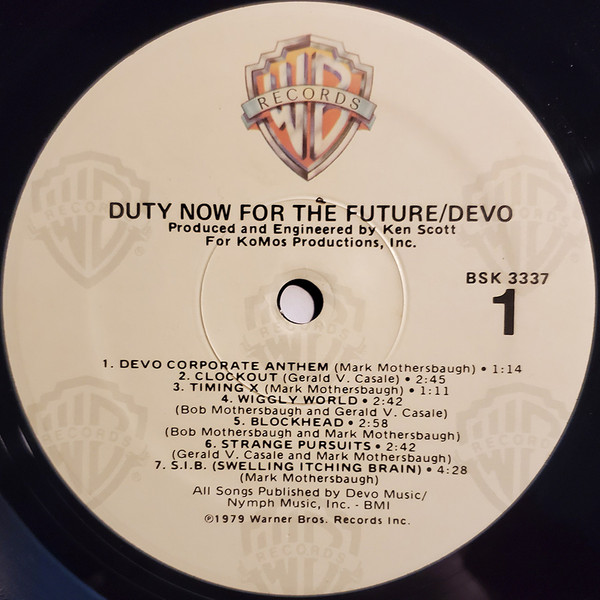 WB
RECORDS
DUTY NOW FOR THE FUTURE/DEVO
Produced and Engineered by Ken Scott
For KoMos Productions, Inc.
BSK 3337
1
1. DEVO CORPORATE ANTHEM (Mark Mothersbaugh) • 1:14
2. CLOCKOUT (Gerald V. Casale) • 2:45
3. TIMING X (Mark Mothersbaugh) • 1:11
4. WIGGLY WORLD • 2:42
(Bob Mothersbaugh and Gerald V. Casale)
5. BLOCKHEAD • 2:58
(Bob Mothersbaugh and Mark Mothersbaugh)
6. STRANGE PURSUITS • 2:42
(Gerald V. Casale and Mark Mothersbaugh)
7. S.I.B. (SWELLING ITCHING BRAIN) • 4:28
(Mark Mothersbaugh)
All Songs Published by Devo Music/
Nymph Music, Inc. - BMI
℗1979 Warner Bros. Records Inc.